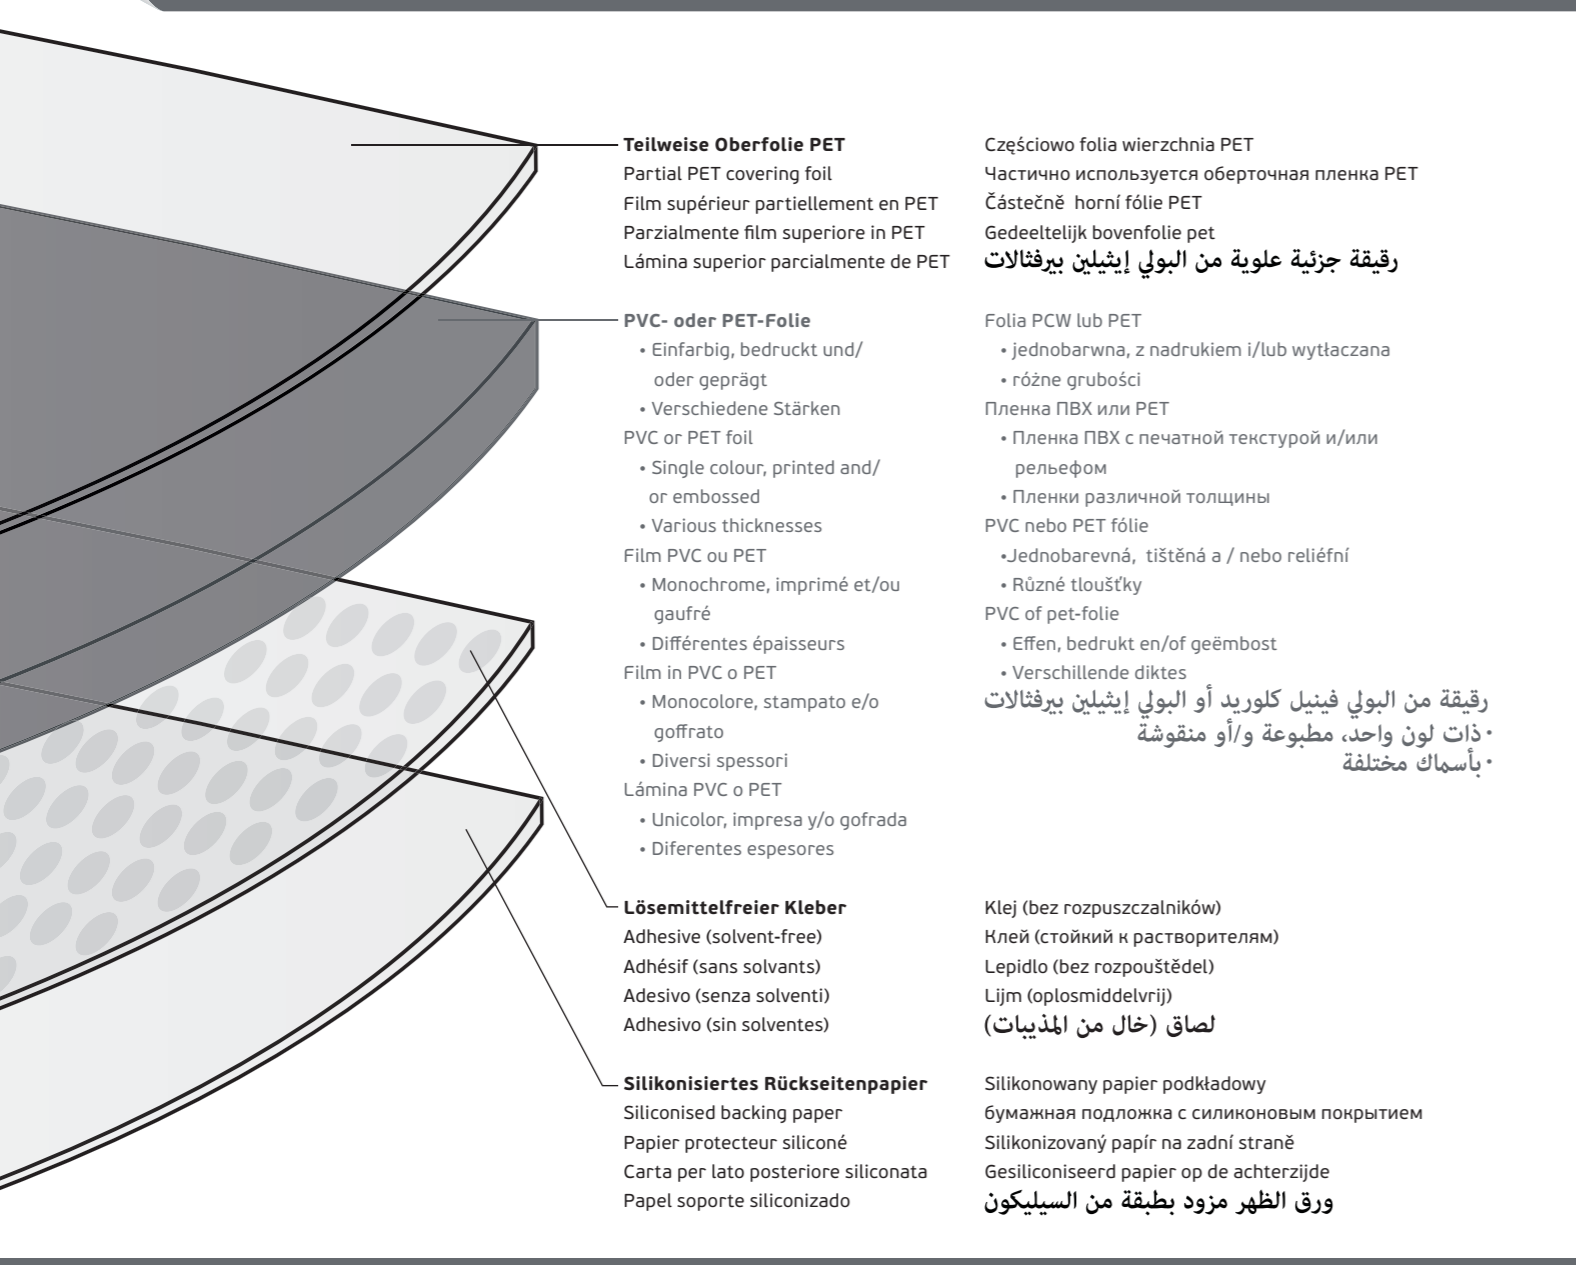 Teilweise Oberfolie PET
Partial PET covering foil
Film supérieur partiellement en PET
Parzialmente film superiore in PET
Lámina superior parcialmente de PET
Częściowo folia wierzchnia PET
Частично используется оберточная пленка PET
Částečně horní fólie PET
Gedeeltelijk bovenfolie pet
رقيقة جزئية علوية من البولي إيثيلين بيرفثالات
PVC- oder PET-Folie
• Einfarbig, bedruckt und/
oder geprägt
• Verschiedene Stärken
PVC or PET foil
• Single colour, printed and/
or embossed
• Various thicknesses
Film PVC ou PET
• Monochrome, imprimé et/ou
gaufré
• Différentes épaisseurs
Film in PVC o PET
• Monocolore, stampato e/o
goffrato
• Diversi spessori
Lámina PVC o PET
• Unicolor, impresa y/o gofrada
• Diferentes espesores
Folia PCW lub PET
• jednobarwna, z nadrukiem i/lub wytłaczana
• różne grubości
Пленка ПВХ или PET
• Пленка ПВХ с печатной текстурой и/или
рельефом
• Пленки различной толщины
PVC nebo PET fólie
•Jednobarevná, tištěná a / nebo reliéfní
• Různé tloušťky
PVC of pet-folie
• Effen, bedrukt en/of geëmbost
• Verschillende diktes
رقيقة من البولي فينيل كلوريد أو البولي إيثيلين بيرفثالات
• ذات لون واحد، مطبوعة و/أو منقوشة
• بأسماك مختلفة
Lösemittelfreier Kleber
Adhesive (solvent-free)
Adhésif (sans solvants)
Adesivo (senza solventi)
Adhesivo (sin solventes)
Klej (bez rozpuszczalników)
Клей (стойкий к растворителям)
Lepidlo (bez rozpouštědel)
Lijm (oplosmiddelvrij)
لصاق (خال من المذيبات)
Silikonisiertes Rückseitenpapier
Siliconised backing paper
Papier protecteur siliconé
Carta per lato posteriore siliconata
Papel soporte siliconizado
Silikonowany papier podkładowy
бумажная подложка с силиконовым покрытием
Silikonizovaný papír na zadní straně
Gesiliconiseerd papier op de achterzijde
ورق الظهر مزود بطبقة من السيليكون